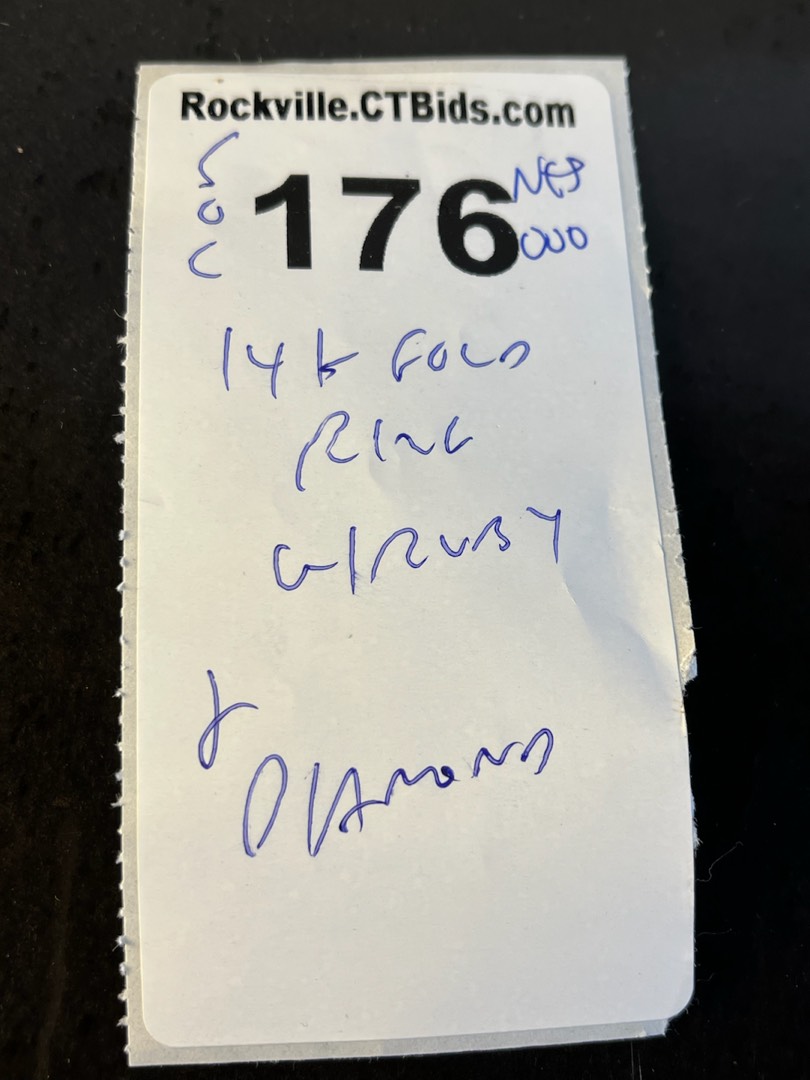 Rockville.CTBids.com
176
14k GOLD
RING
W/RUBY
&
DIAMOND